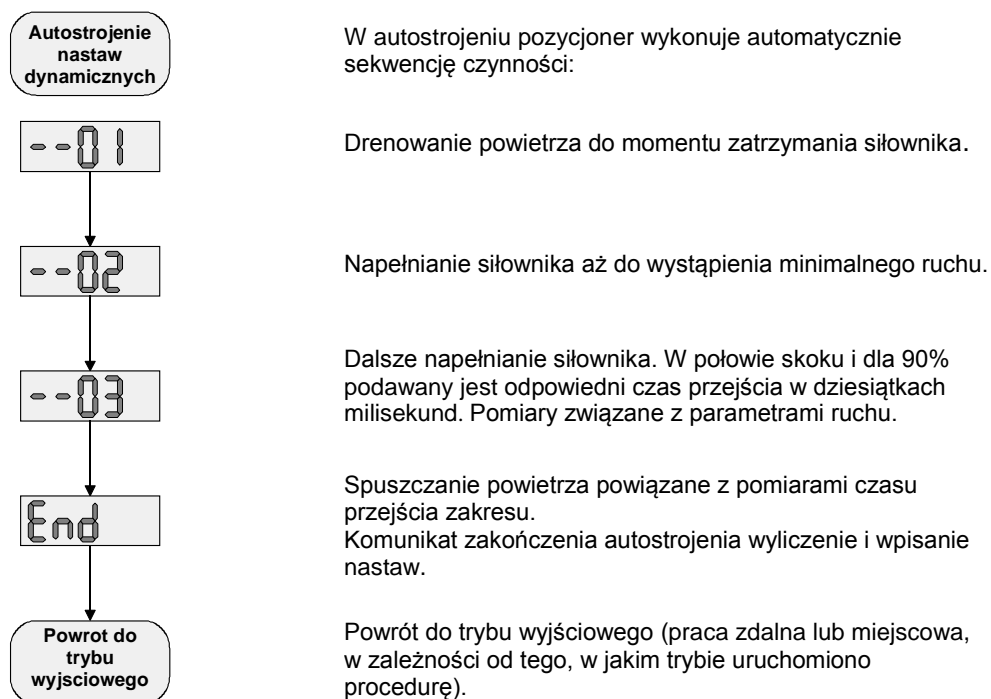 Autostrojenie
nastaw
dynamicznych
W autostrojeniu pozycjoner wykonuje automatycznie
sekwencję czynności:
--01
Drenowanie powietrza do momentu zatrzymania siłownika.
--02
Napełnianie siłownika aż do wystąpienia minimalnego ruchu.
--03
Dalsze napełnianie siłownika. W połowie skoku i dla 90%
podawany jest odpowiedni czas przejścia w dziesiątkach
milisekund. Pomiary związane z parametrami ruchu.
End
Spuszczanie powietrza powiązane z pomiarami czasu
przejścia zakresu.
Komunikat zakończenia autostrojenia wyliczenie i wpisanie
nastaw.
Powrot do
trybu
wyjsciowego
Powrót do trybu wyjściowego (praca zdalna lub miejscowa,
w zależności od tego, w jakim trybie uruchomiono
procedurę).